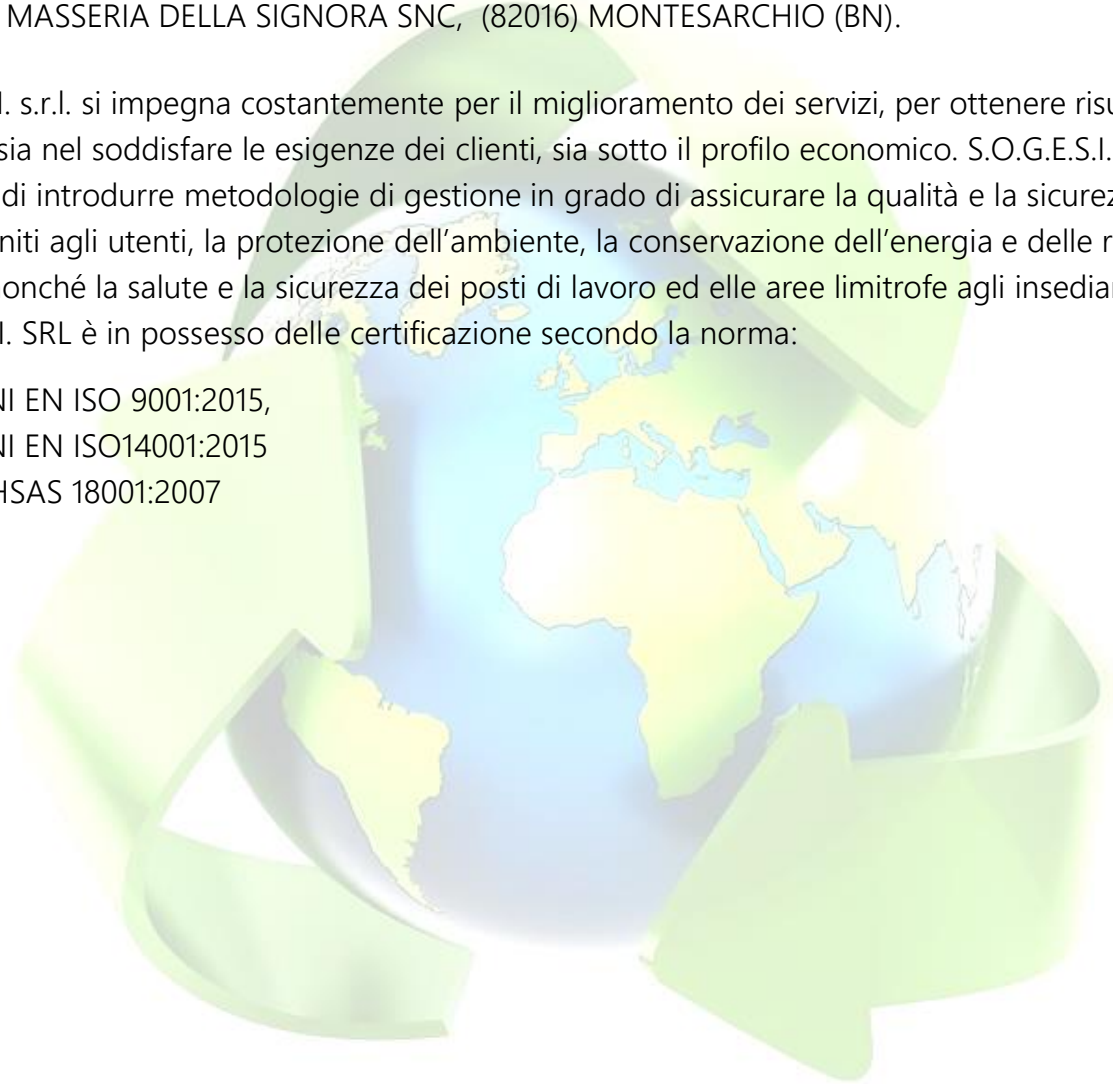 MASSERIA DELLA SIGNORA SNC, (82016) MONTESARCHIO (BN).
I. s.r.l. si impegna costantemente per il miglioramento dei servizi, per ottenere risu
sia nel soddisfare le esigenze dei clienti, sia sotto il profilo economico. S.O.G.E.S.I.
di introdurre metodologie di gestione in grado di assicurare la qualità e la sicurez
niti agli utenti, la protezione dell’ambiente, la conservazione dell’energia e delle r
onché la salute e la sicurezza dei posti di lavoro ed elle aree limitrofe agli insedian
I. SRL è in possesso delle certificazione secondo la norma:
NI EN ISO 9001:2015,
NI EN ISO14001:2015
HSAS 18001:2007